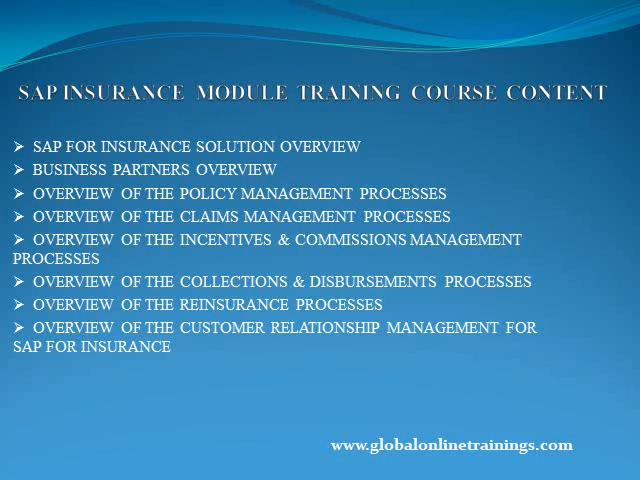 SAP INSURANCE MODULE TRAINING COURSE CONTENT
➢ SAP FOR INSURANCE SOLUTION OVERVIEW
➢ BUSINESS PARTNERS OVERVIEW
➢ OVERVIEW OF THE POLICY MANAGEMENT PROCESSES
➢ OVERVIEW OF THE CLAIMS MANAGEMENT PROCESSES
➢ OVERVIEW OF THE INCENTIVES & COMMISSIONS MANAGEMENT
PROCESSES
➢ OVERVIEW OF THE COLLECTIONS & DISBURSEMENTS PROCESSES
➢ OVERVIEW OF THE REINSURANCE PROCESSES
➢ OVERVIEW OF THE CUSTOMER RELATIONSHIP MANAGEMENT FOR
SAP FOR INSURANCE
www.globalonlinetrainings.com